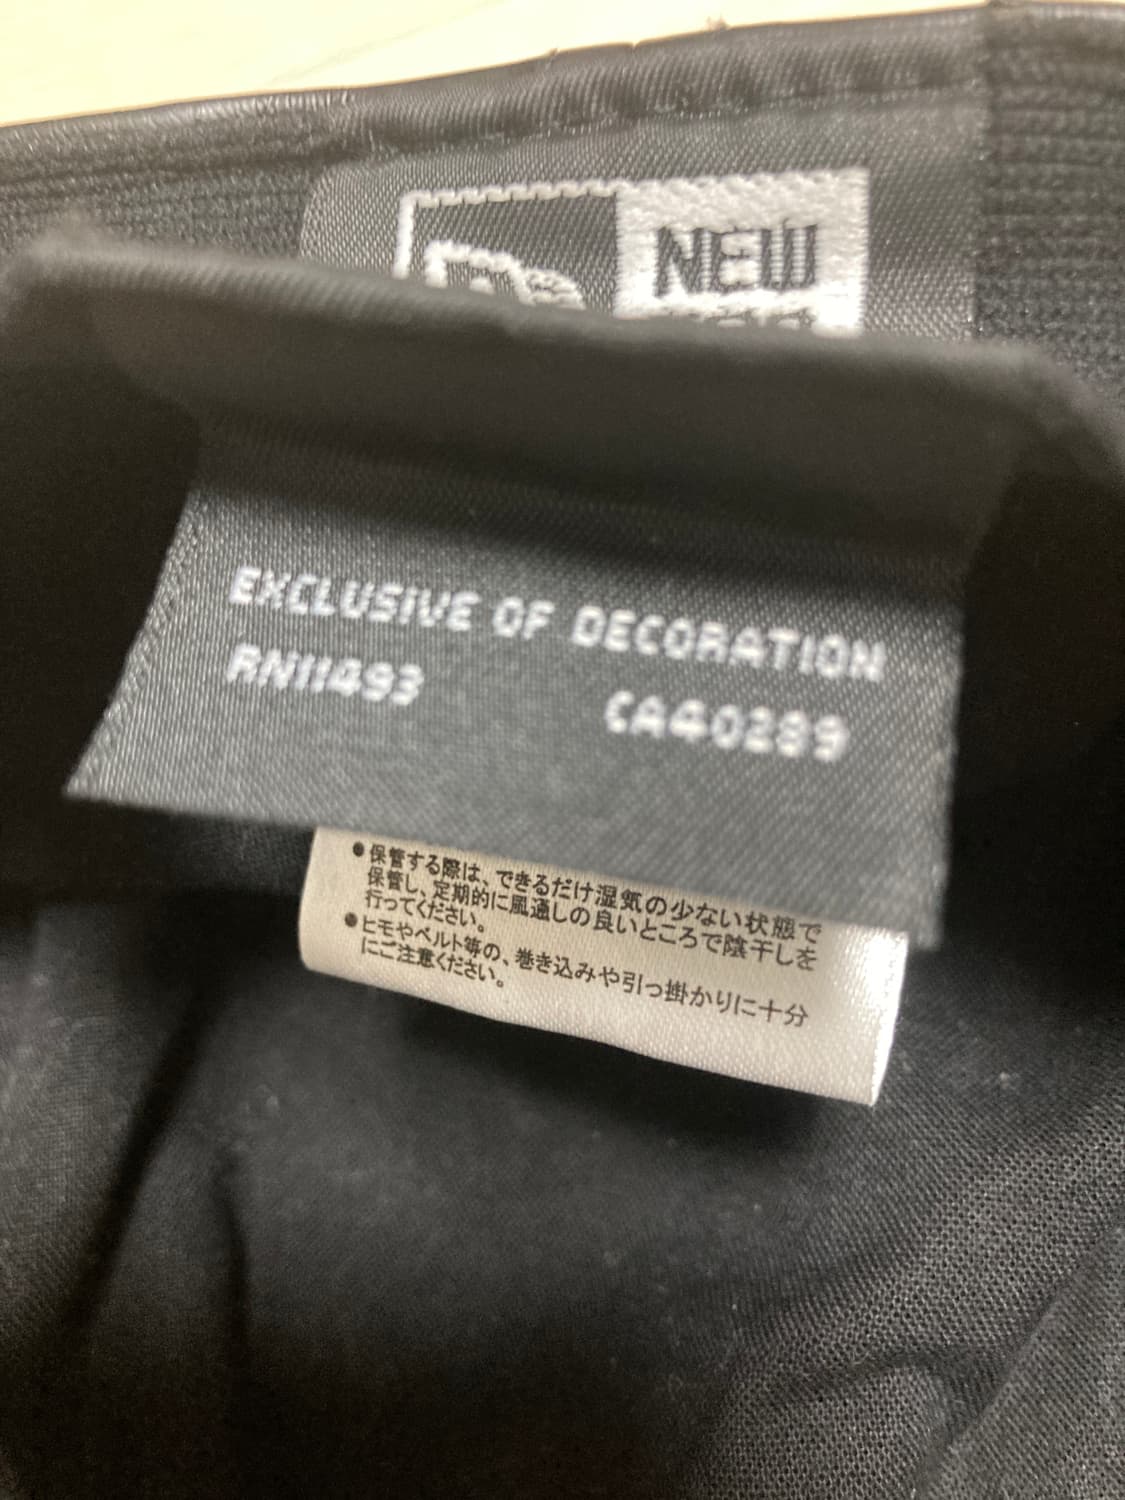 NEW
EXCLUSIVE OF DECORATION
RN11493 CA40289
●保管する際は、できるだけ湿気の少ない状態で
保管し、定期的に風通しの良いところで陰干しを
行ってください。
●ヒモやベルト等の、巻き込みや引っ掛かりに十分
にご注意ください。